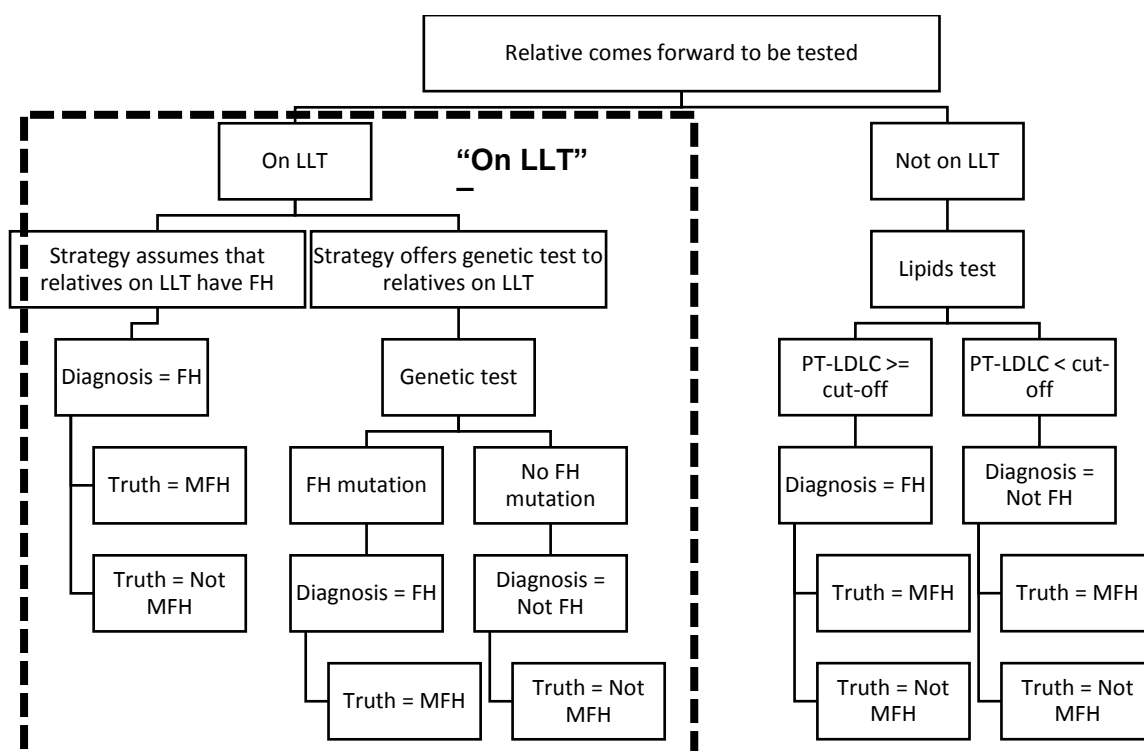 Relative comes forward to be tested
On LLT
“On LLT”
–
Not on LLT
Strategy assumes that
relatives on LLT have FH
Strategy offers genetic test to
relatives on LLT
Lipids test
Diagnosis = FH
Genetic test
PT-LDLC >=
cut-off
PT-LDLC < cut-
off
Truth = MFH
FH mutation
No FH
mutation
Diagnosis = FH
Diagnosis =
Not FH
Truth = Not
MFH
Diagnosis = FH
Diagnosis =
Not FH
Truth = MFH
Truth = MFH
Truth = MFH
Truth = Not
MFH
Truth = Not
MFH
Truth = Not
MFH